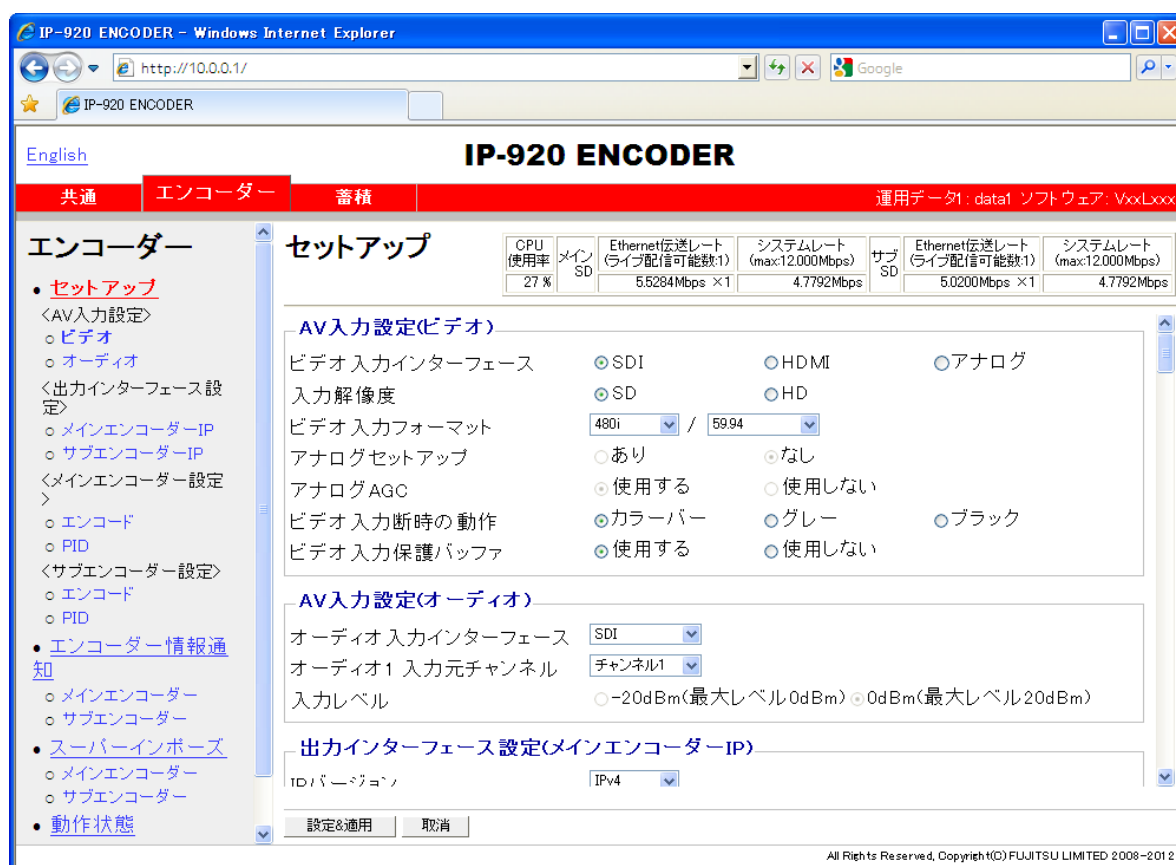 IP-920 ENCODER - Windows Internet Explorer
http://10.0.0.1/
Google
IP-920 ENCODER
English
IP-920 ENCODER
共通
エンコーダー
蓄積
運用データ1 : data1 ソフトウェア: VxxLxxx
エンコーダー
セットアップ
<AV入力設定>
ビデオ
オーディオ
<出力インターフェース設
定>
メインエンコーダーIP
サブエンコーダーIP
<メインエンコーダー設定
>
エンコード
PID
<サブエンコーダー設定>
エンコード
PID
エンコーダー情報通
知
メインエンコーダー
サブエンコーダー
スーパーインポーズ
メインエンコーダー
サブエンコーダー
動作状態
セットアップ
CPU
使用率
27 %
メイン
SD
Ethernet伝送レート
(ライブ配信可能数:1)
5.5284Mbps ×1
システムレート
(max:12.000Mbps)
4.7792Mbps
サブ
SD
Ethernet伝送レート
(ライブ配信可能数:1)
5.0200Mbps ×1
システムレート
(max:12.000Mbps)
4.7792Mbps
AV入力設定(ビデオ)
ビデオ入力インターフェース SDI HDMI アナログ
入力解像度 SD HD
ビデオ入力フォーマット 480i / 59.94
アナログセットアップ あり なし
アナログAGC 使用する 使用しない
ビデオ入力断時の動作 カラーバー グレー ブラック
ビデオ入力保護バッファ 使用する 使用しない
AV入力設定(オーディオ)
オーディオ入力インターフェース SDI
オーディオ1 入力元チャンネル チャンネル1
入力レベル -20dBm(最大レベル0dBm) 0dBm(最大レベル20dBm)
出力インターフェース設定(メインエンコーダーIP)
IPバージョン IPv4
設定&適用 取消
All Rights Reserved, Copyright(C) FUJITSU LIMITED 2008-2012